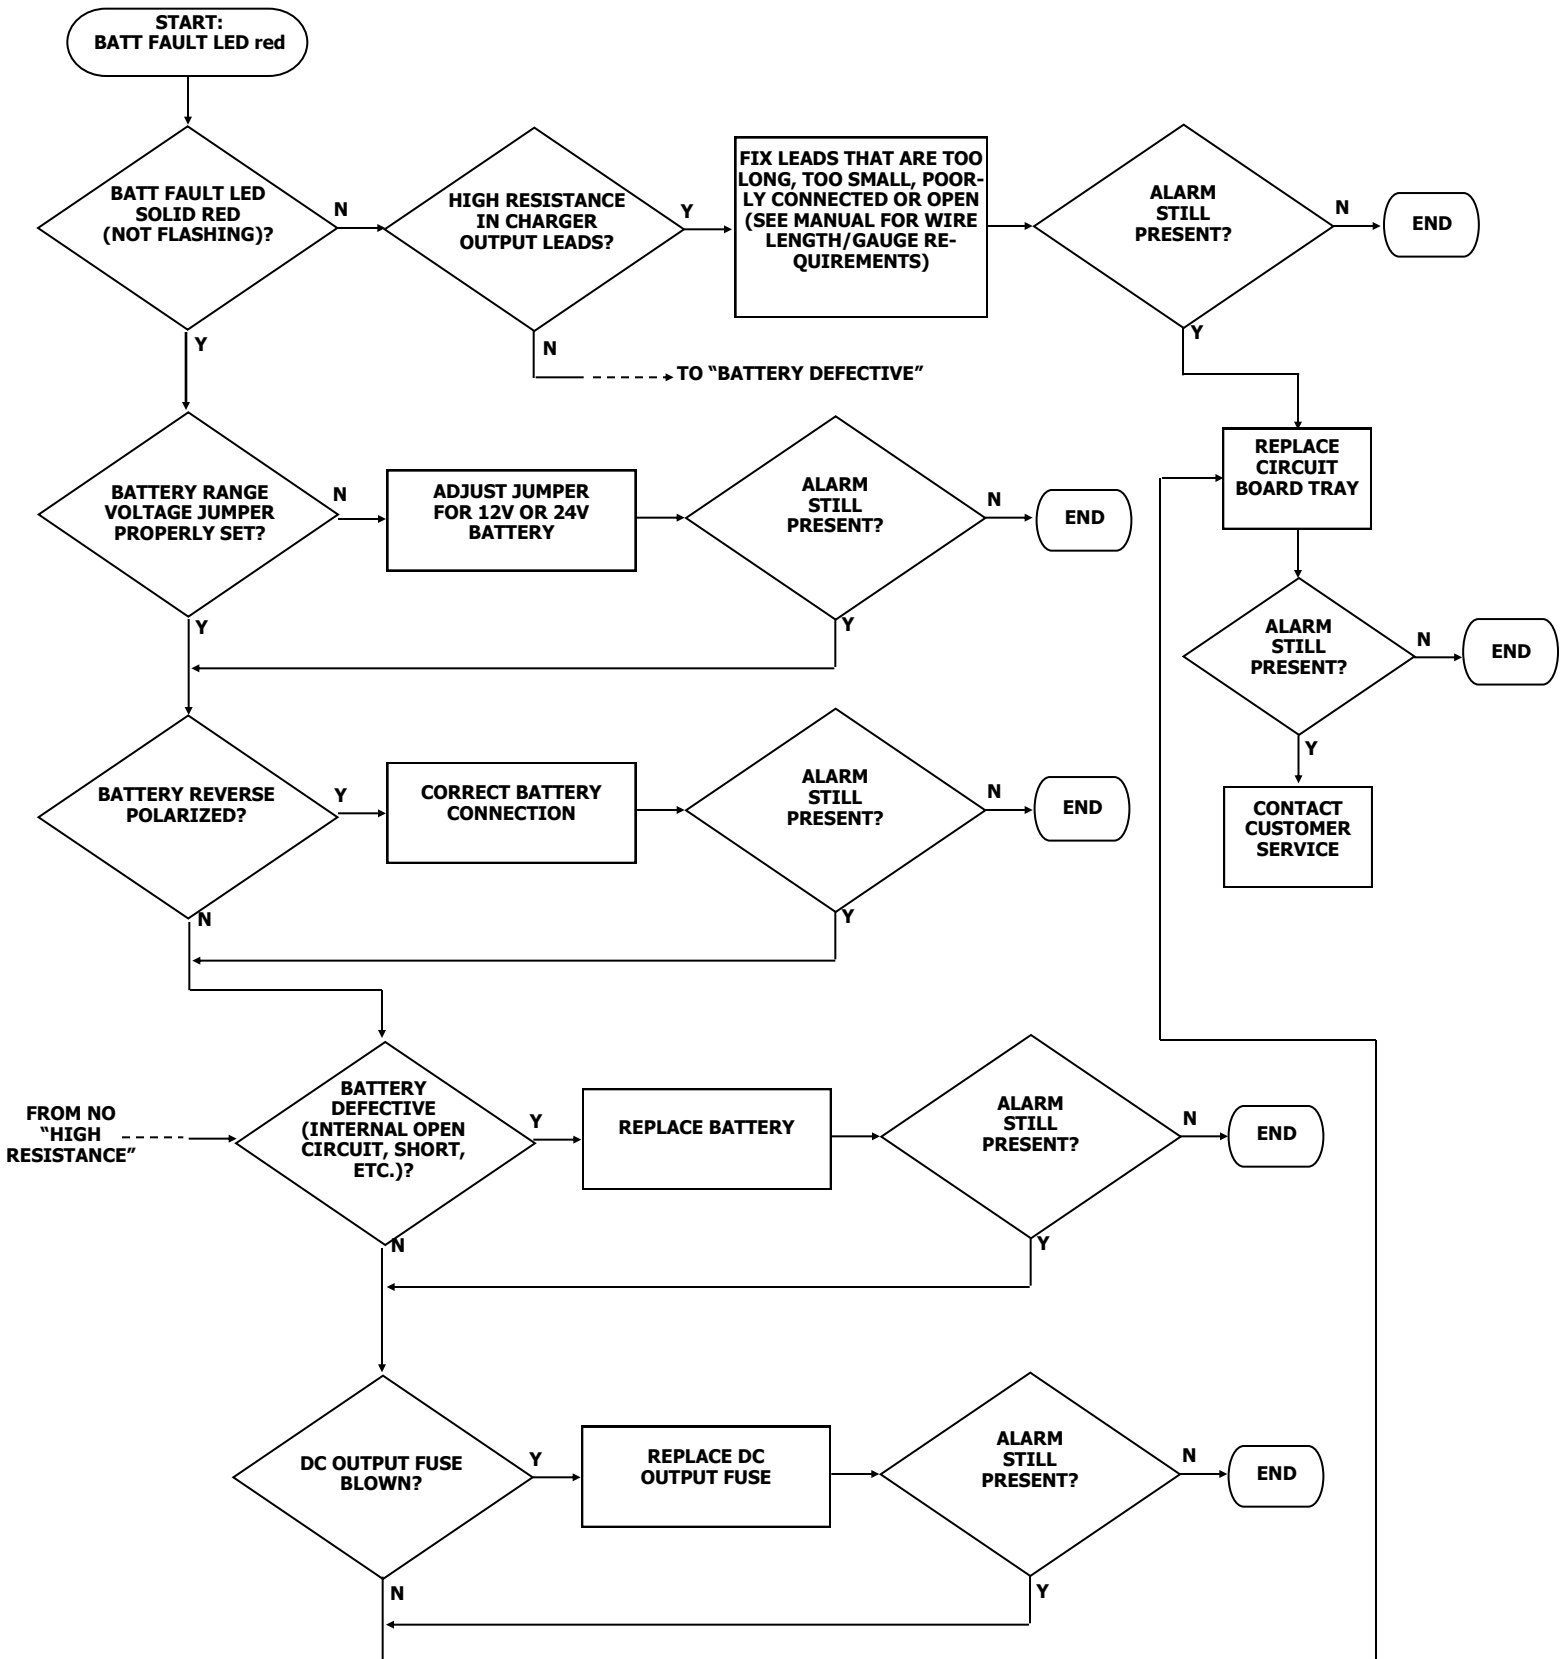 START:
BATT FAULT LED red
BATT FAULT LED
SOLID RED
(NOT FLASHING)?
N
Y
HIGH RESISTANCE
IN CHARGER
OUTPUT LEADS?
Y
N
TO “BATTERY DEFECTIVE”
FIX LEADS THAT ARE TOO
LONG, TOO SMALL, POOR-
LY CONNECTED OR OPEN
(SEE MANUAL FOR WIRE
LENGTH/GAUGE RE-
QUIREMENTS)
ALARM
STILL
PRESENT?
N
END
Y
REPLACE
CIRCUIT
BOARD TRAY
ALARM
STILL
PRESENT?
N
END
Y
CONTACT
CUSTOMER
SERVICE
BATTERY RANGE
VOLTAGE JUMPER
PROPERLY SET?
N
Y
ADJUST JUMPER
FOR 12V OR 24V
BATTERY
ALARM
STILL
PRESENT?
N
END
Y
BATTERY REVERSE
POLARIZED?
Y
N
CORRECT BATTERY
CONNECTION
ALARM
STILL
PRESENT?
N
END
Y
FROM NO
“HIGH
RESISTANCE”
BATTERY
DEFECTIVE
(INTERNAL OPEN
CIRCUIT, SHORT,
ETC.)?
Y
N
REPLACE BATTERY
ALARM
STILL
PRESENT?
N
END
Y
DC OUTPUT FUSE
BLOWN?
Y
N
REPLACE DC
OUTPUT FUSE
ALARM
STILL
PRESENT?
N
END
Y